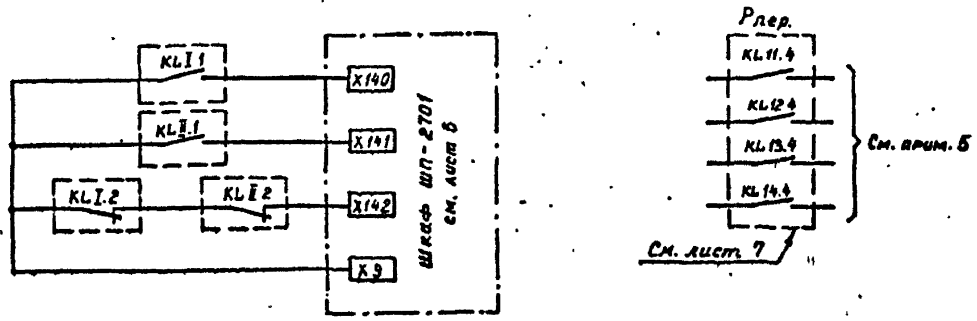 KL I.1
X140
KL II.1
X141
KL I.2
KL II.2
X142
X9
Шкаф ШП-2701
см. лист 6
Рпер.
KL11.4
KL12.4
KL13.4
KL14.4
См. прим. 5
См. лист 7